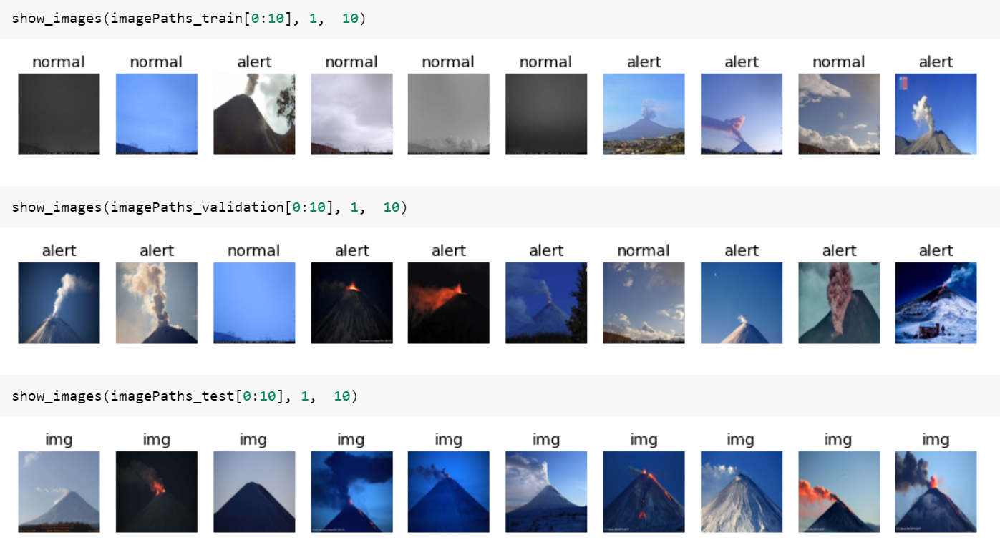 show_images(imagePaths_train[0:10], 1,  10)
normal normal alert normal normal normal alert alert normal alert
show_images(imagePaths_validation[0:10], 1,  10)
alert alert normal alert alert alert normal alert alert alert
show_images(imagePaths_test[0:10], 1,  10)
img img img img img img img img img img